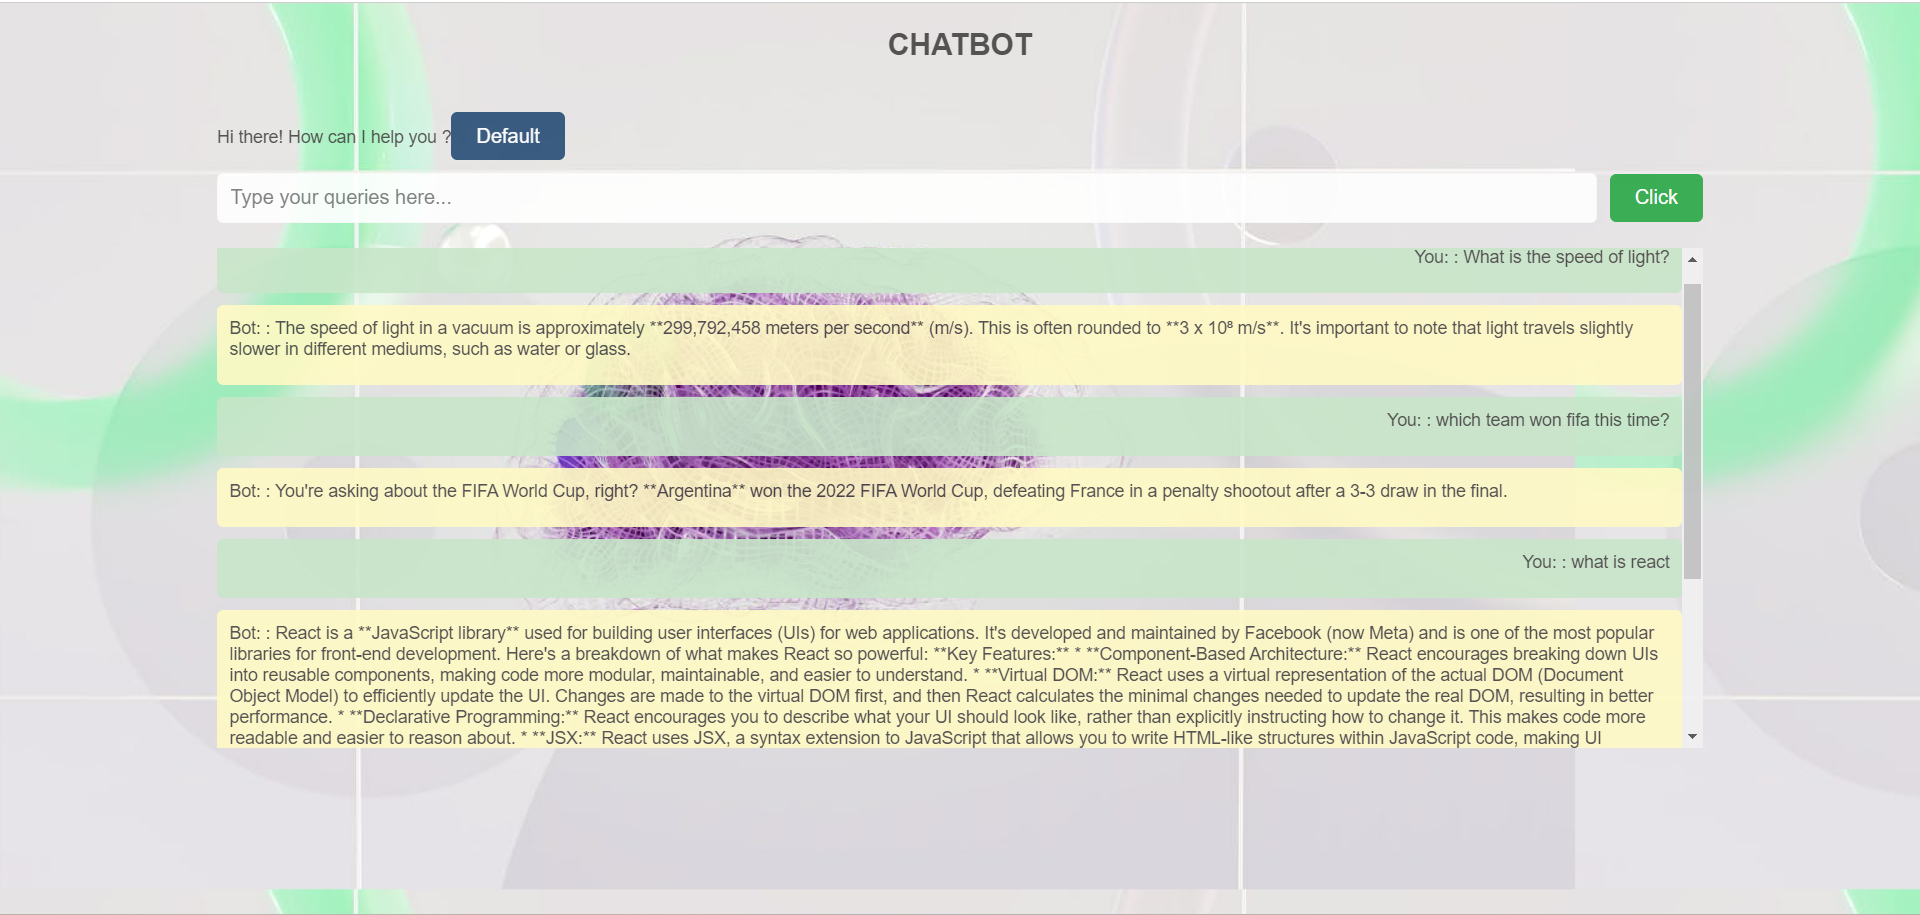 CHATBOT
Hi there! How can I help you ?
Default
Type your queries here...
Click
You: : What is the speed of light?
Bot: : The speed of light in a vacuum is approximately **299,792,458 meters per second** (m/s). This is often rounded to **3 x 10⁸ m/s**. It's important to note that light travels slightly
slower in different mediums, such as water or glass.
You: : which team won fifa this time?
Bot: : You're asking about the FIFA World Cup, right? **Argentina** won the 2022 FIFA World Cup, defeating France in a penalty shootout after a 3-3 draw in the final.
You: : what is react
Bot: : React is a **JavaScript library** used for building user interfaces (UIs) for web applications. It's developed and maintained by Facebook (now Meta) and is one of the most popular
libraries for front-end development. Here's a breakdown of what makes React so powerful: **Key Features:** * **Component-Based Architecture:** React encourages breaking down UIs
into reusable components, making code more modular, maintainable, and easier to understand. * **Virtual DOM:** React uses a virtual representation of the actual DOM (Document
Object Model) to efficiently update the UI. Changes are made to the virtual DOM first, and then React calculates the minimal changes needed to update the real DOM, resulting in better
performance. * **Declarative Programming:** React encourages you to describe what your UI should look like, rather than explicitly instructing how to change it. This makes code more
readable and easier to reason about. * **JSX:** React uses JSX, a syntax extension to JavaScript that allows you to write HTML-like structures within JavaScript code, making UI